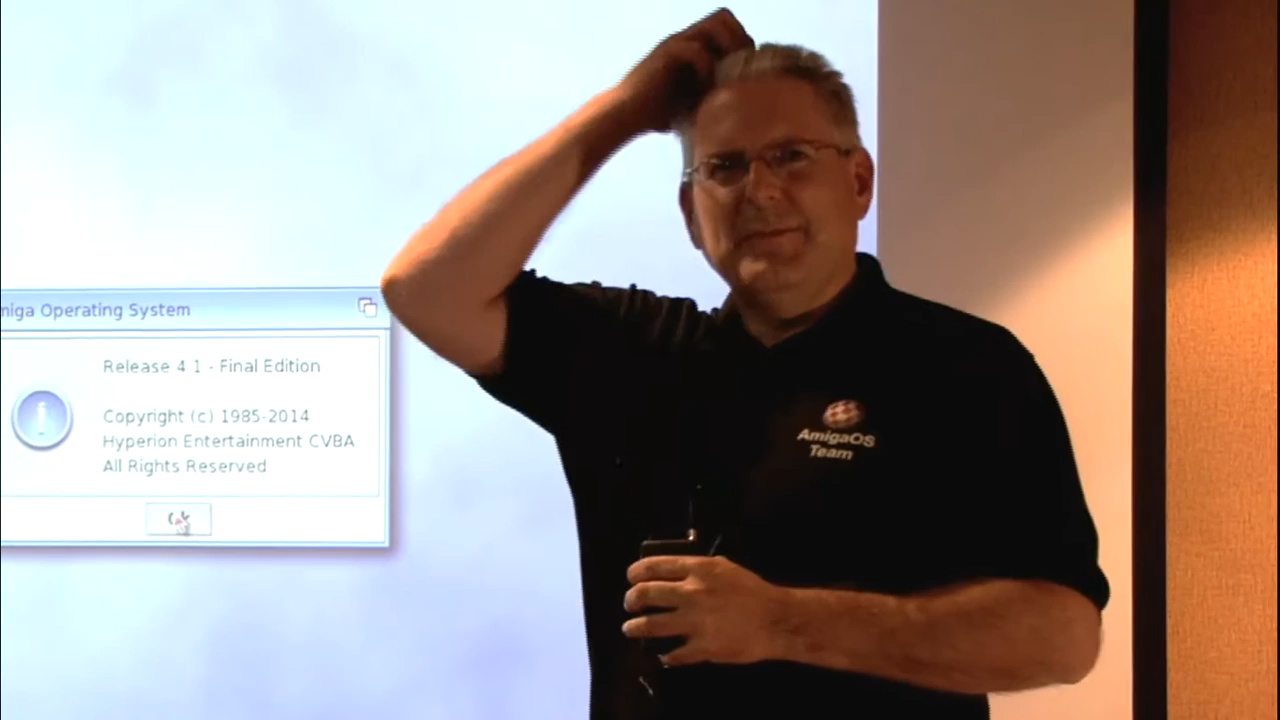 miga Operating System
Release 4.1 - Final Edition
Copyright (c) 1985-2014
Hyperion Entertainment CVBA
All Rights Reserved
AmigaOS
Team